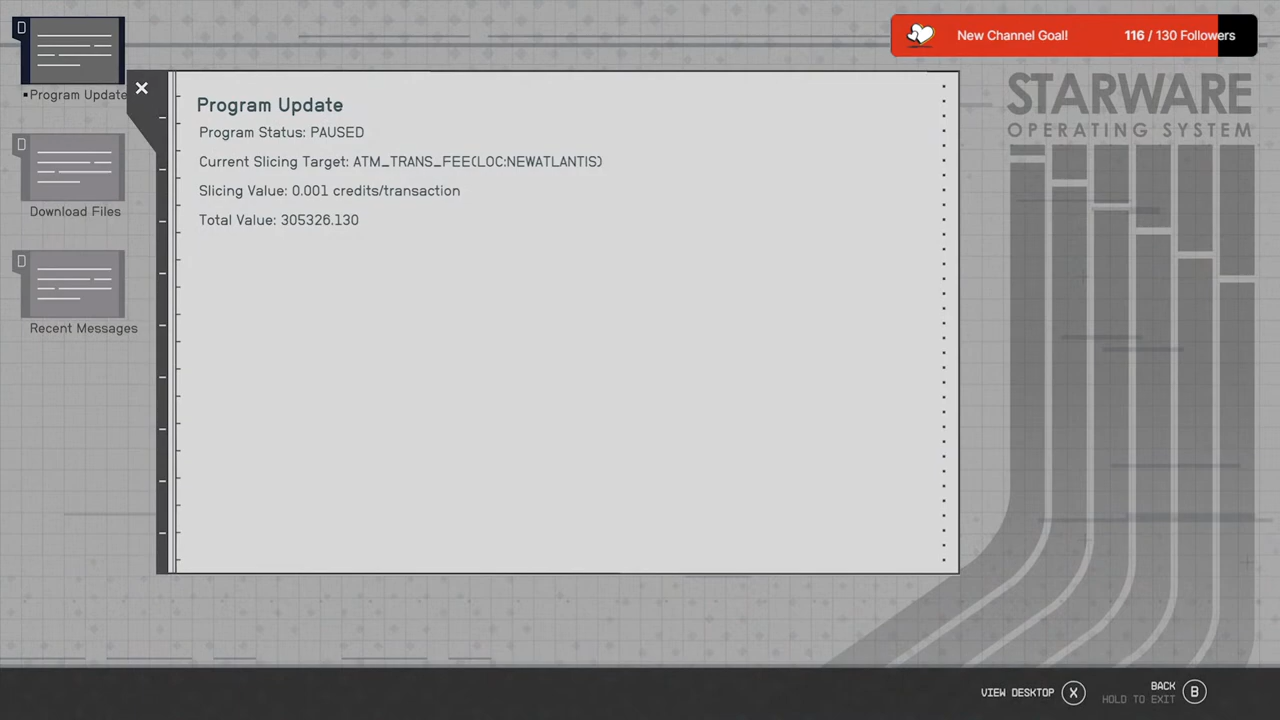 New Channel Goal!
116 / 130 Followers
Program Update
Download Files
Recent Messages
Program Update
Program Status: PAUSED
Current Slicing Target: ATM_TRANS_FEE(LOC:NEWATLANTIS)
Slicing Value: 0.001 credits/transaction
Total Value: 305326.130
STARWARE
OPERATING SYSTEM
VIEW DESKTOP X
BACK B
HOLD TO EXIT